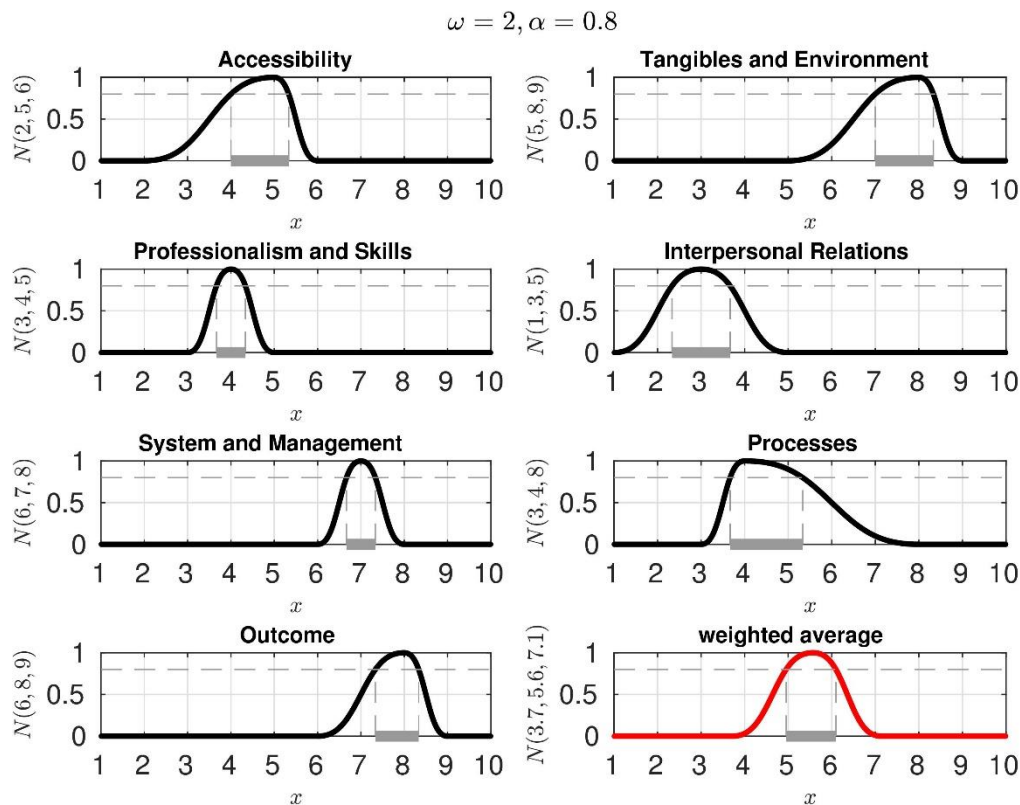 ω = 2, α = 0.8
Accessibility
N(2, 5, 6)
1
0.5
0
1 2 3 4 5 6 7 8 9 10
x
Tangibles and Environment
N(5, 8, 9)
1
0.5
0
1 2 3 4 5 6 7 8 9 10
x
Professionalism and Skills
N(3, 4, 5)
1
0.5
0
1 2 3 4 5 6 7 8 9 10
x
Interpersonal Relations
N(1, 3, 5)
1
0.5
0
1 2 3 4 5 6 7 8 9 10
x
System and Management
N(6, 7, 8)
1
0.5
0
1 2 3 4 5 6 7 8 9 10
x
Processes
N(3, 4, 8)
1
0.5
0
1 2 3 4 5 6 7 8 9 10
x
Outcome
N(6, 8, 9)
1
0.5
0
1 2 3 4 5 6 7 8 9 10
x
weighted average
N(3.7, 5.6, 7.1)
1
0.5
0
1 2 3 4 5 6 7 8 9 10
x